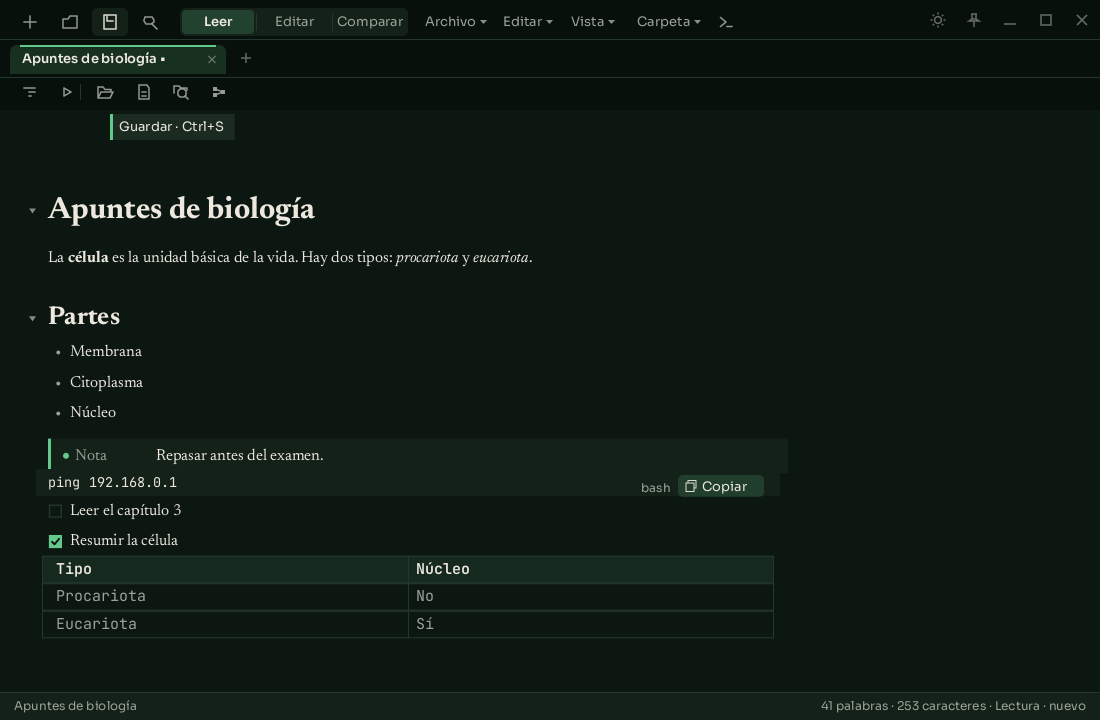 Leer Editar Comparar Archivo Editar Vista Carpeta
Apuntes de biología •
Guardar · Ctrl+S
Apuntes de biología
La célula es la unidad básica de la vida. Hay dos tipos: procariota y eucariota.
Partes
• Membrana
• Citoplasma
• Núcleo
• Nota Repasar antes del examen.
ping 192.168.0.1 bash Copiar
Leer el capítulo 3
Resumir la célula
Tipo Núcleo
Procariota No
Eucariota Sí
Apuntes de biología 41 palabras · 253 caracteres · Lectura · nuevo